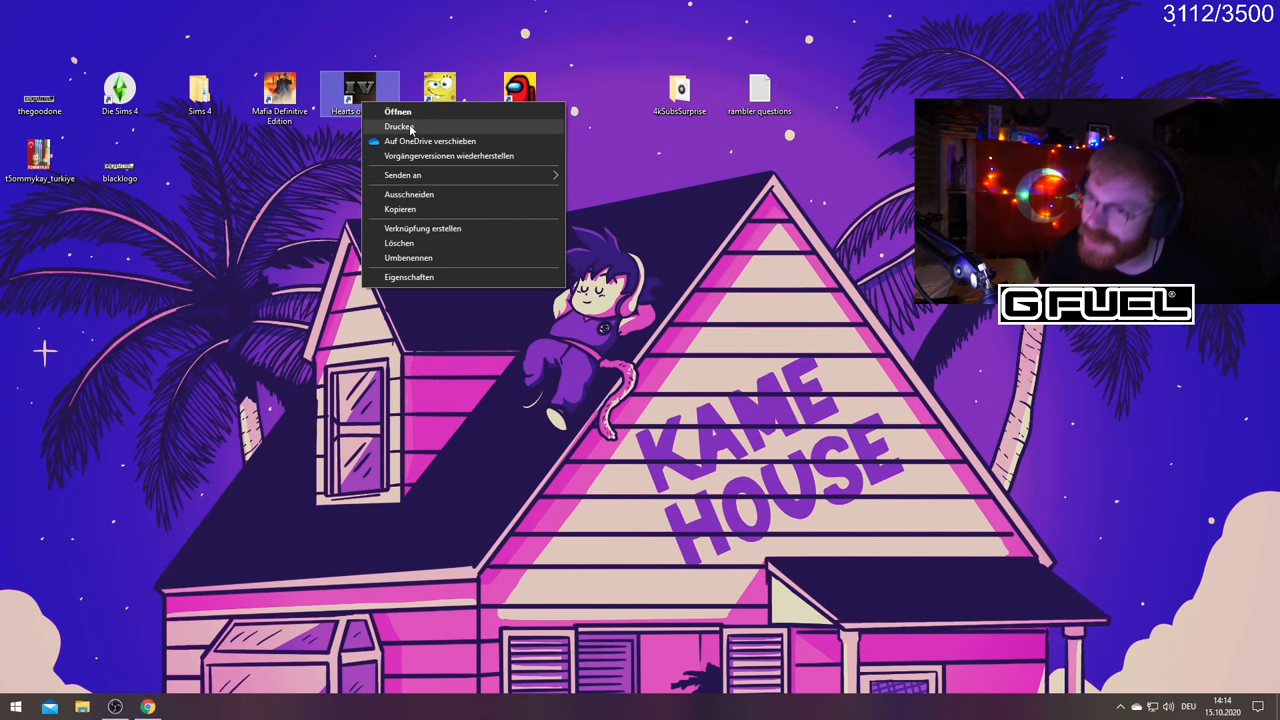 3112/3500
thegoodone
Die Sims 4
Sims 4
Mafia Definitive
Edition
IV
Hearts o
4kSubsSurprise
rambler questions
t5ommykay_turkiye
blacklogo
Öffnen
Drucken
Auf OneDrive verschieben
Vorgängerversionen wiederherstellen
Senden an
Ausschneiden
Kopieren
Verknüpfung erstellen
Löschen
Umbenennen
Eigenschaften
G FUEL®
KAME
HOUSE
DEU
14:14
15.10.2020